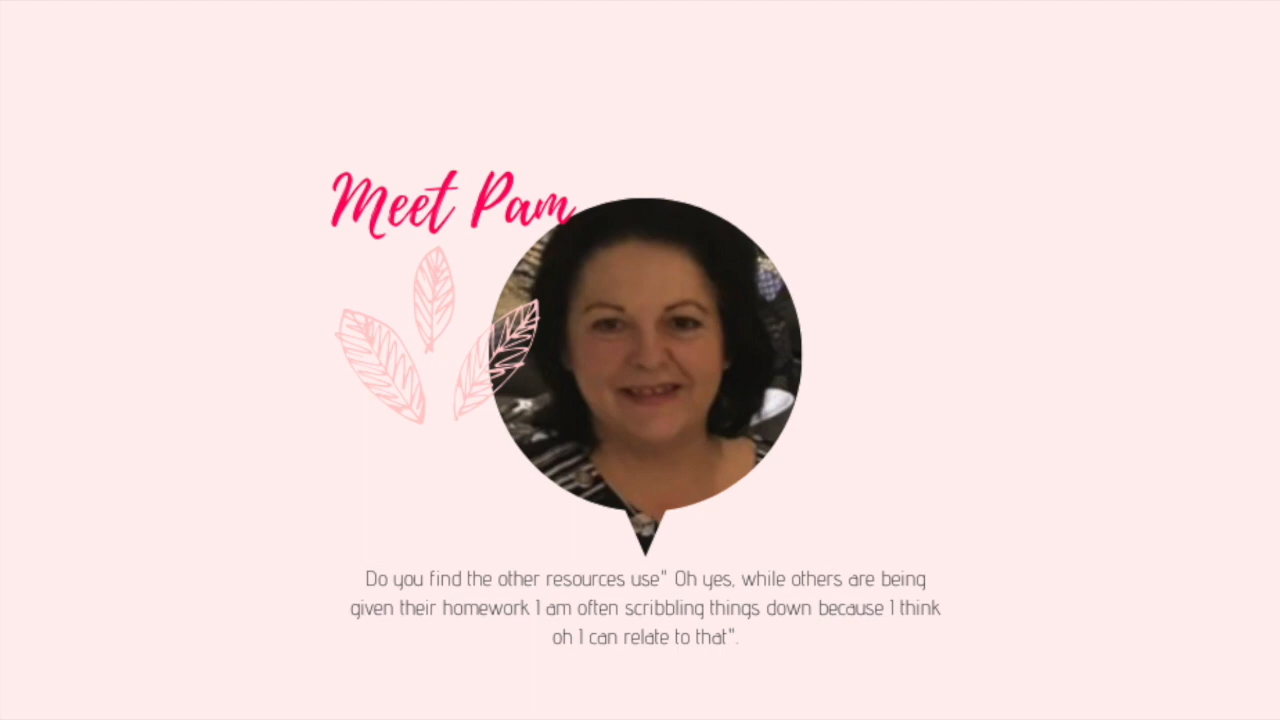 Meet Pam
Do you find the other resources use" Oh yes, while others are being
given their homework I am often scribbling things down because I think
oh I can relate to that".